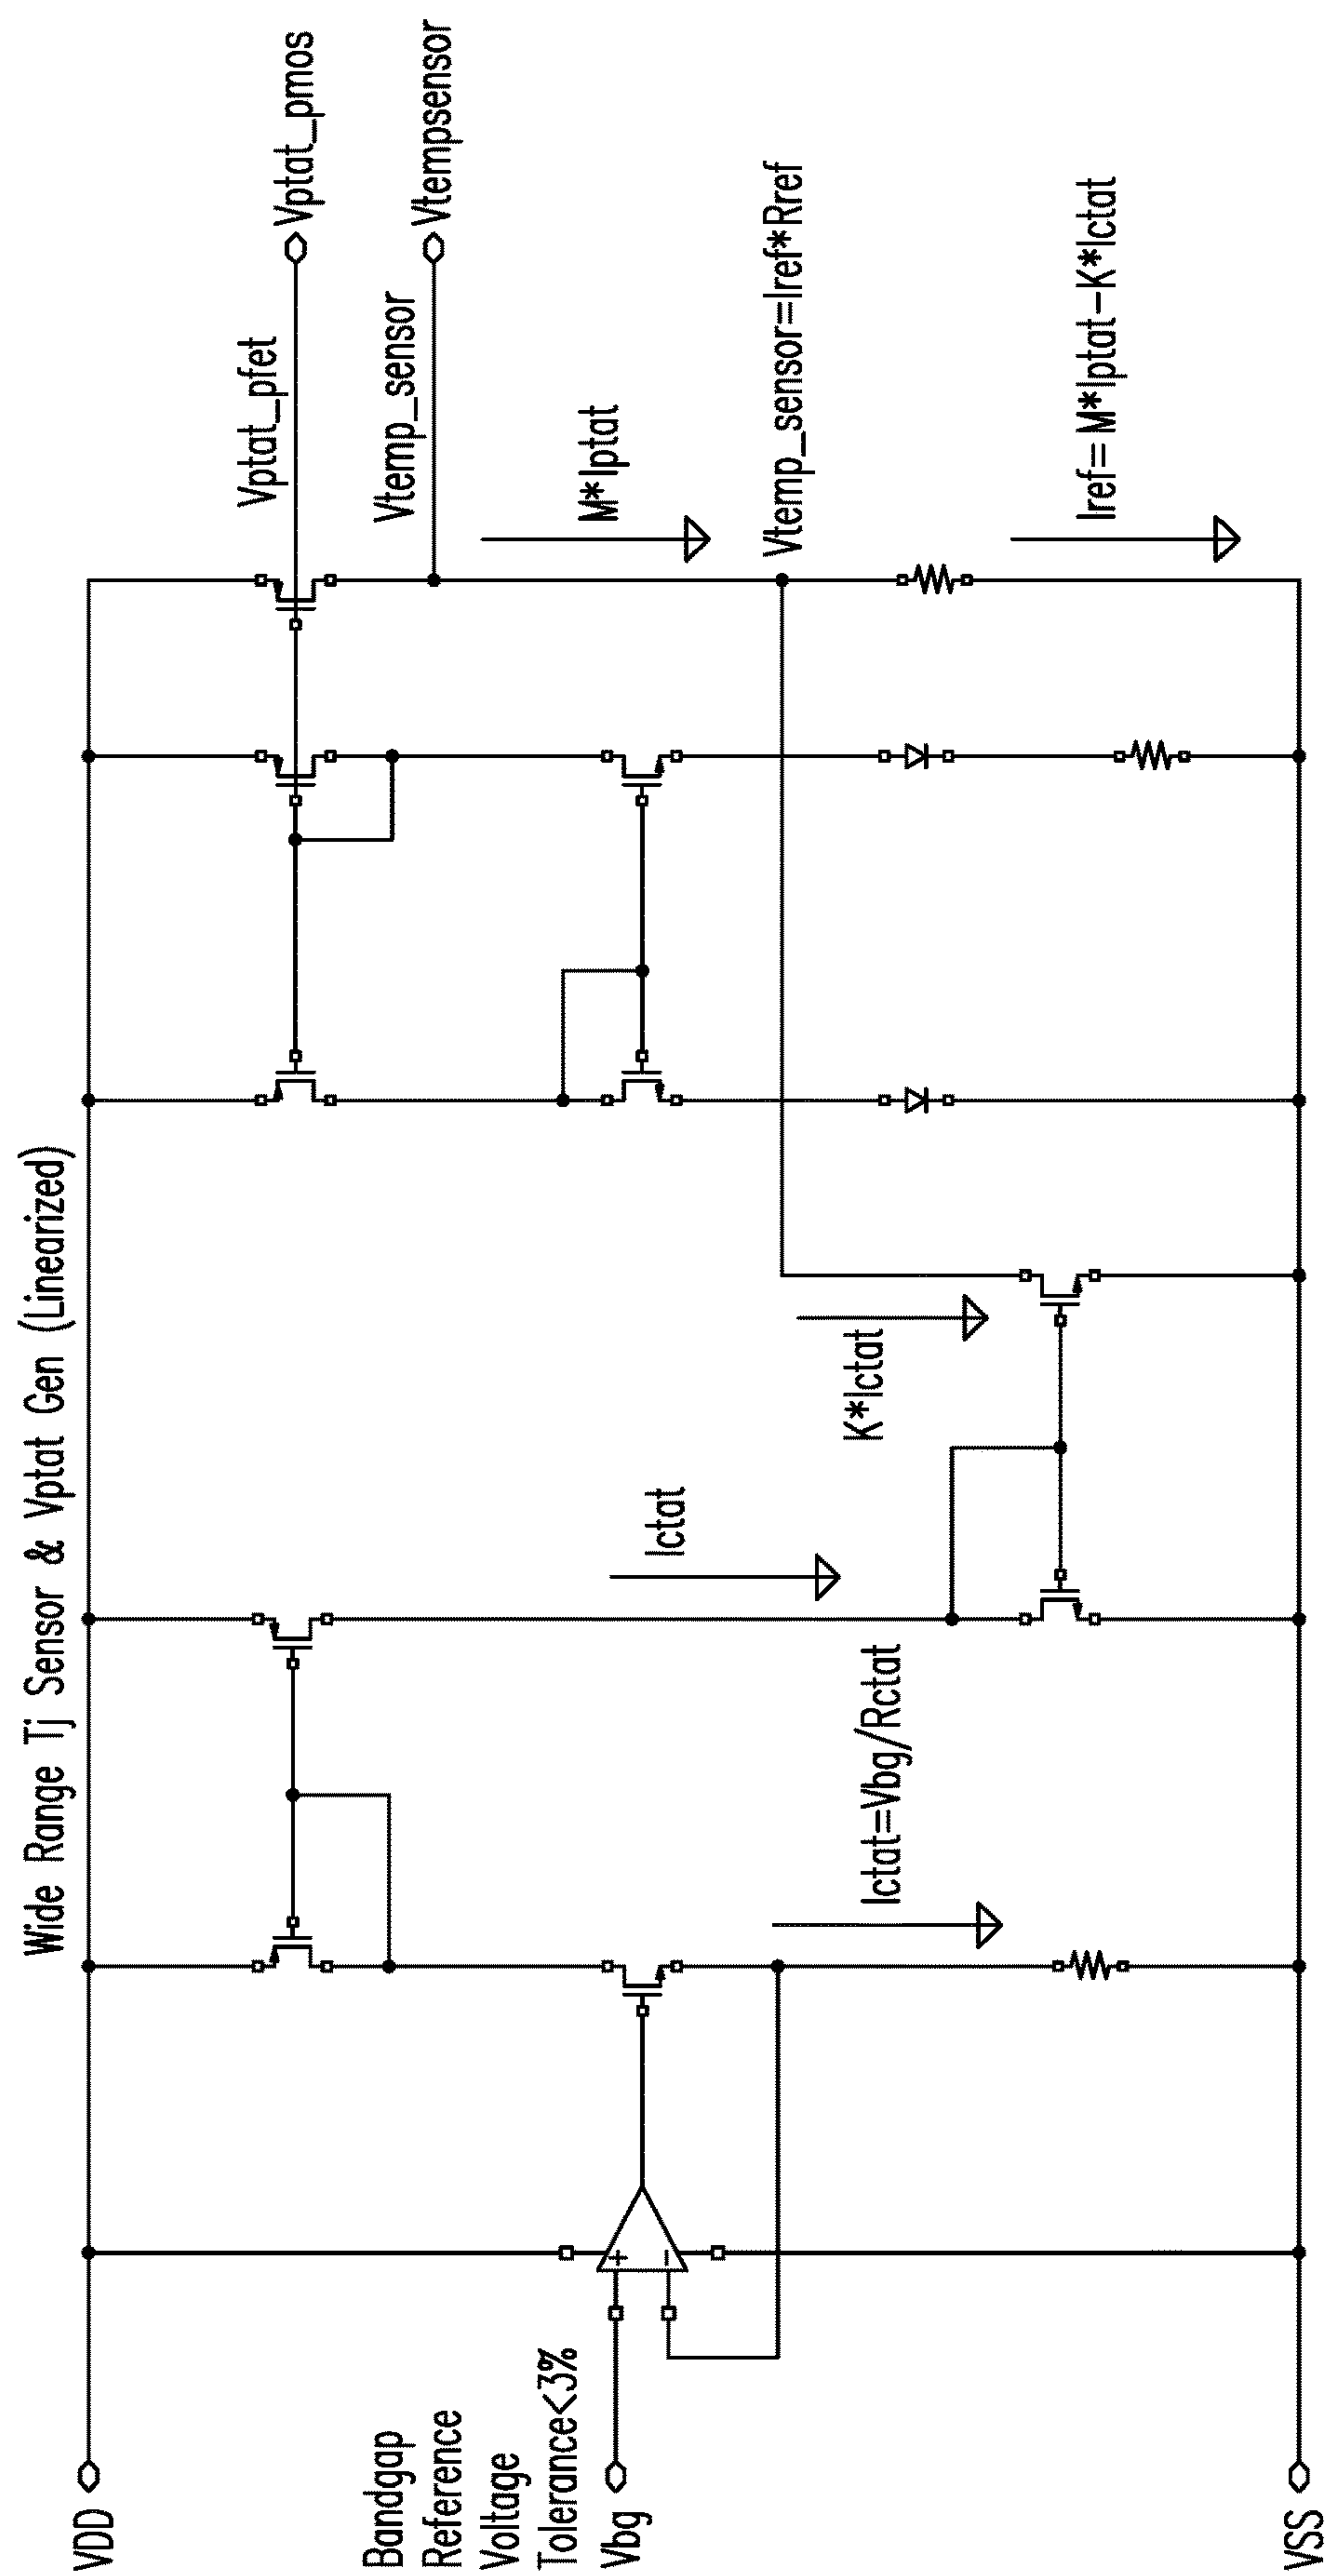 Wide Range Tj Sensor & Vptat Gen (Linearized)
VDD
Bandgap
Reference
Voltage
Tolerance<3%
Vbg
VSS
+
−
Ictat=Vbg/Rctat
Ictat
K*Ictat
Vptat_pfet
Vptat_pmos
Vtemp_sensor
Vtempsensor
M*Iptat
Vtemp_sensor=Iref*Rref
Iref= M*Iptat−K*Ictat